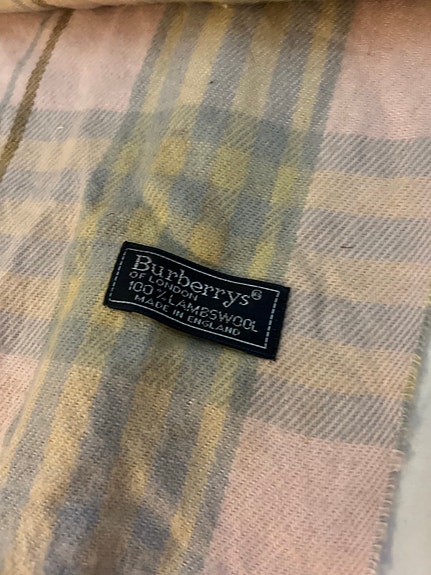 Burberrys®
OF LONDON
100% LAMBSWOOL
MADE IN ENGLAND